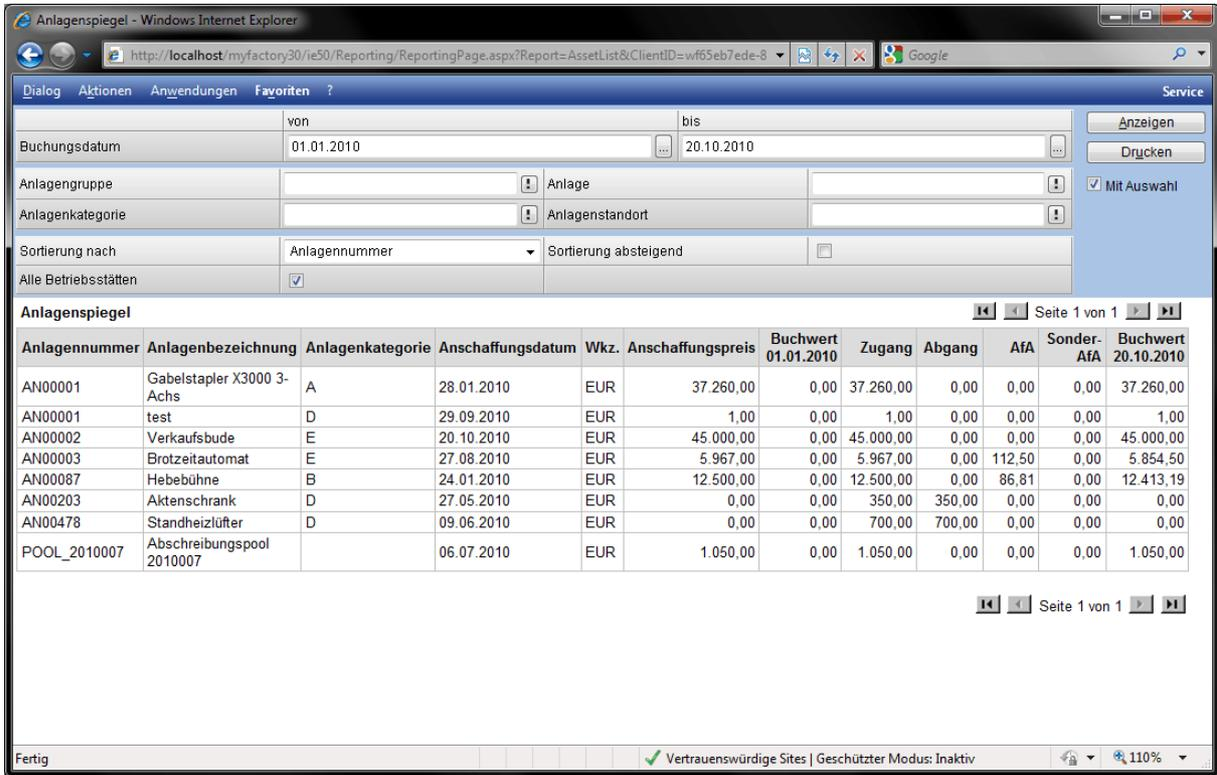 Anlagenspiegel - Windows Internet Explorer
http://localhost/myfactory30/ie50/Reporting/ReportingPage.aspx?Report=AssetList&ClientID=wf65eb7ede-8
Google
Dialog Aktionen Anwendungen Favoriten ? Service
von bis Anzeigen
Buchungsdatum 01.01.2010 ... 20.10.2010 ... Drucken
Anlagengruppe ! Anlage ! Mit Auswahl
Anlagenkategorie ! Anlagenstandort !
Sortierung nach Anlagennummer Sortierung absteigend
Alle Betriebsstätten
Anlagenspiegel Seite 1 von 1
Anlagennummer Anlagenbezeichnung Anlagenkategorie Anschaffungsdatum Wkz. Anschaffungspreis Buchwert 01.01.2010 Zugang Abgang AfA Sonder-AfA Buchwert 20.10.2010
AN00001 Gabelstapler X3000 3-Achs A 28.01.2010 EUR 37.260,00 0,00 37.260,00 0,00 0,00 0,00 37.260,00
AN00001 test D 29.09.2010 EUR 1,00 0,00 1,00 0,00 0,00 0,00 1,00
AN00002 Verkaufsbude E 20.10.2010 EUR 45.000,00 0,00 45.000,00 0,00 0,00 0,00 45.000,00
AN00003 Brotzeitautomat E 27.08.2010 EUR 5.967,00 0,00 5.967,00 0,00 112,50 0,00 5.854,50
AN00087 Hebebühne B 24.01.2010 EUR 12.500,00 0,00 12.500,00 0,00 86,81 0,00 12.413,19
AN00203 Aktenschrank D 27.05.2010 EUR 0,00 0,00 350,00 350,00 0,00 0,00 0,00
AN00478 Standheizlüfter D 09.06.2010 EUR 0,00 0,00 700,00 700,00 0,00 0,00 0,00
POOL_2010007 Abschreibungspool 2010007 06.07.2010 EUR 1.050,00 0,00 1.050,00 0,00 0,00 0,00 1.050,00
Seite 1 von 1
Fertig Vertrauenswürdige Sites | Geschützter Modus: Inaktiv 110%